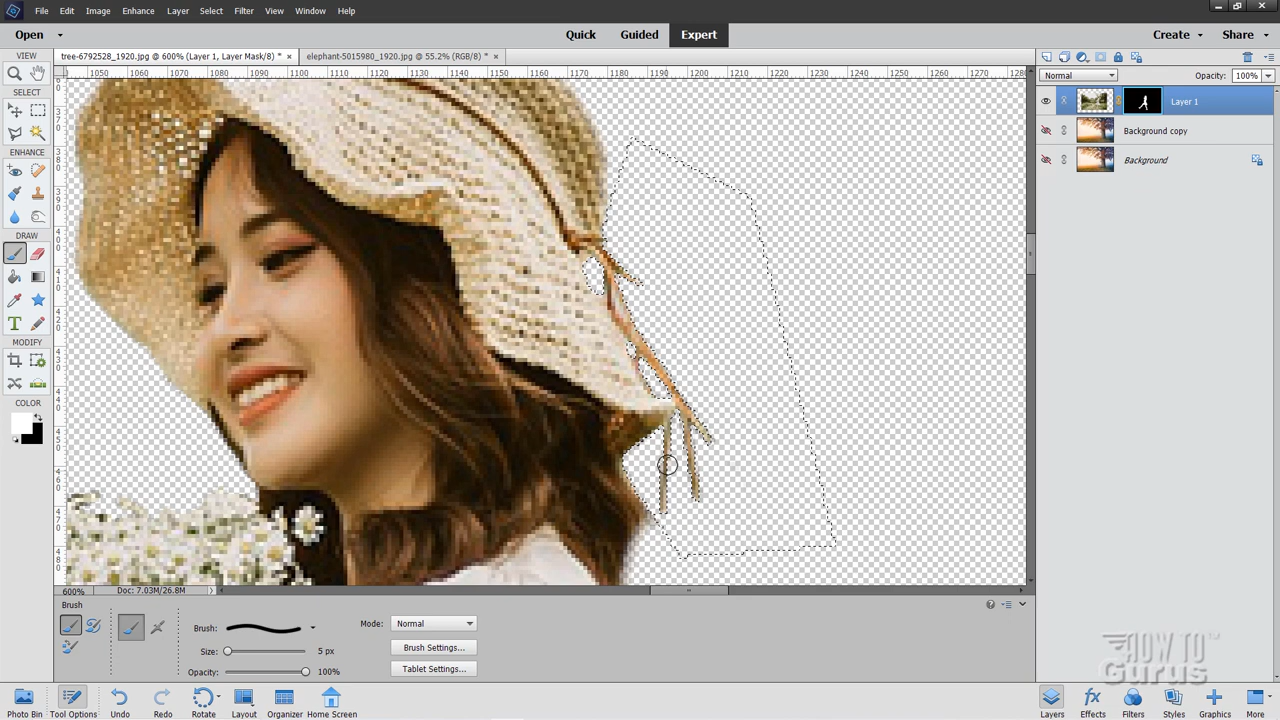 File Edit Image Enhance Layer Select Filter View Window Help
Open Quick Guided Expert Create Share
VIEW
tree-6792528_1920.jpg @ 600% (Layer 1, Layer Mask/8) * × elephant-5015980_1920.jpg @ 55.2% (RGB/8) * ×
1050 1060 1070 1080 1090 1100 1110 1120 1130 1140 1150 1160 1170 1180 1190 1200 1210 1220 1230 1240 1250 1260 1270
Normal Opacity: 100%
SELECT
Layer 1
Background copy
Background
ENHANCE
DRAW
MODIFY
COLOR
600% Doc: 7.03M/26.8M
Brush
Brush: Mode: Normal
Size: 5 px Brush Settings...
Opacity: 100% Tablet Settings...
HOW TO
Gurus
TM
Photo Bin Tool Options Undo Redo Rotate Layout Organizer Home Screen Layers Effects Filters Styles Graphics More